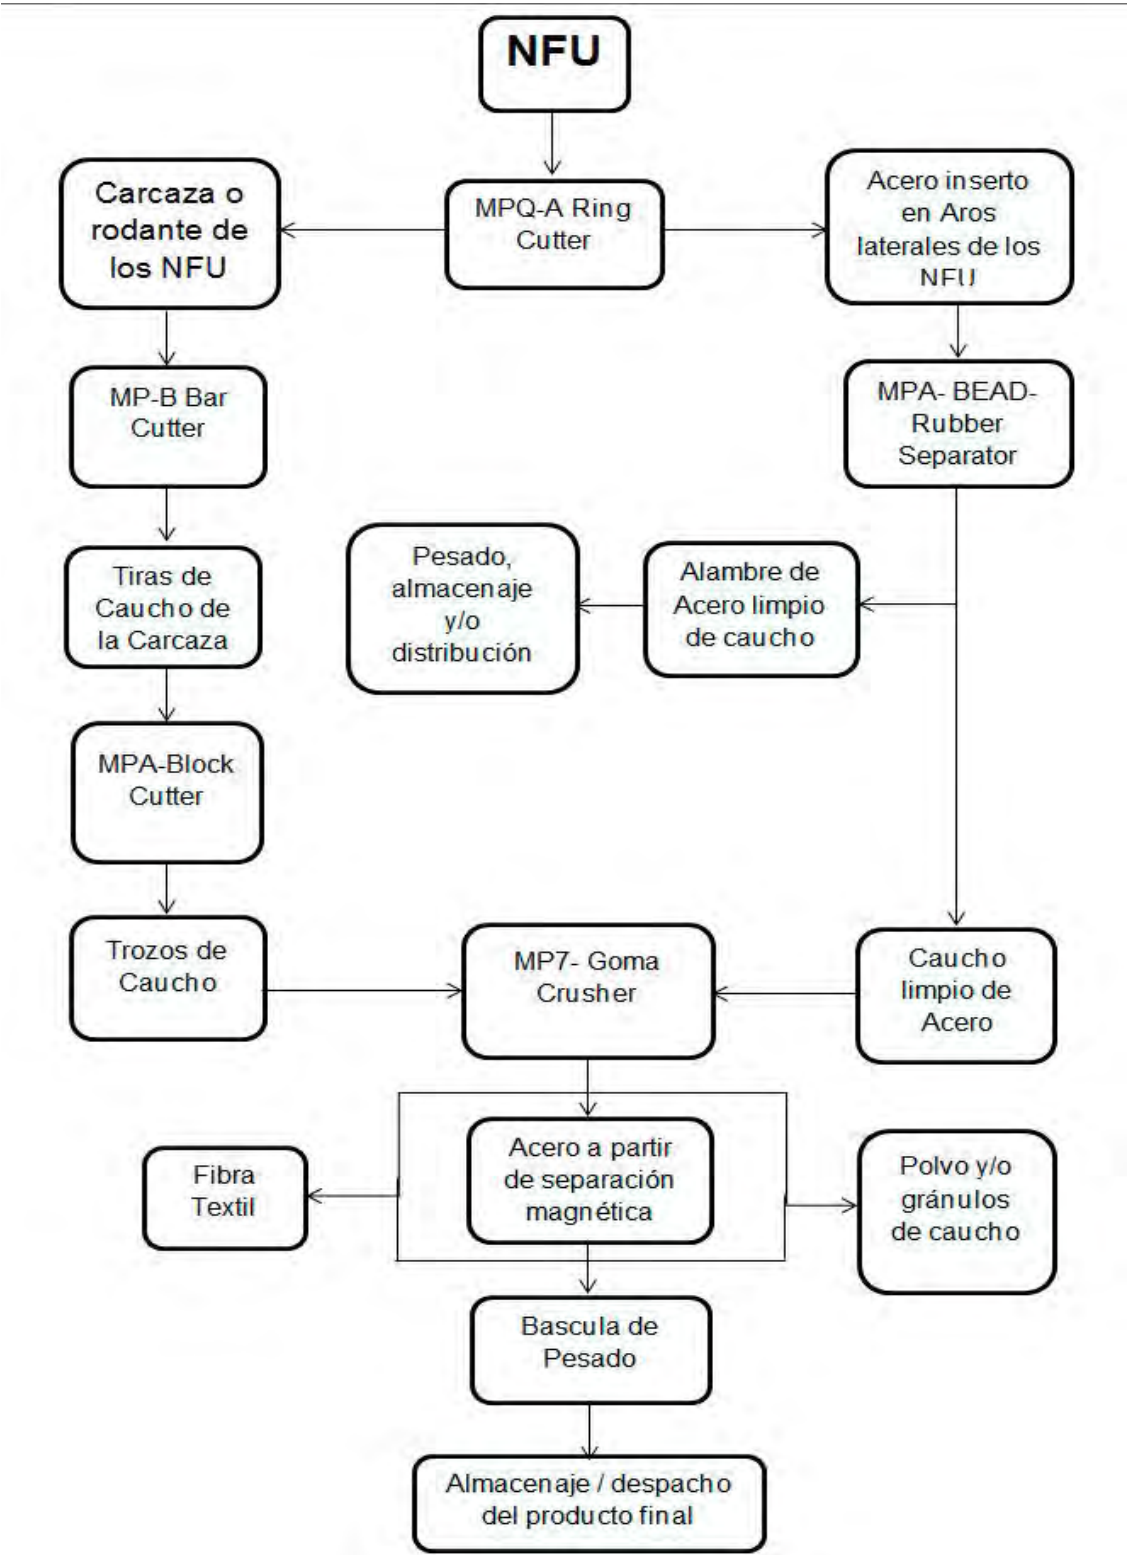 NFU
MPQ-A Ring
Cutter
Carcaza o
rodante de
los NFU
Acero inserto
en Aros
laterales de los
NFU
MP-B Bar
Cutter
MPA- BEAD-
Rubber
Separator
Tiras de
Caucho de
la Carcaza
Pesado,
almacenaje
y/o
distribución
Alambre de
Acero limpio
de caucho
MPA-Block
Cutter
Trozos de
Caucho
MP7- Goma
Crusher
Caucho
limpio de
Acero
Fibra
Textil
Acero a partir
de separación
magnética
Polvo y/o
gránulos
de caucho
Bascula de
Pesado
Almacenaje / despacho
del producto final